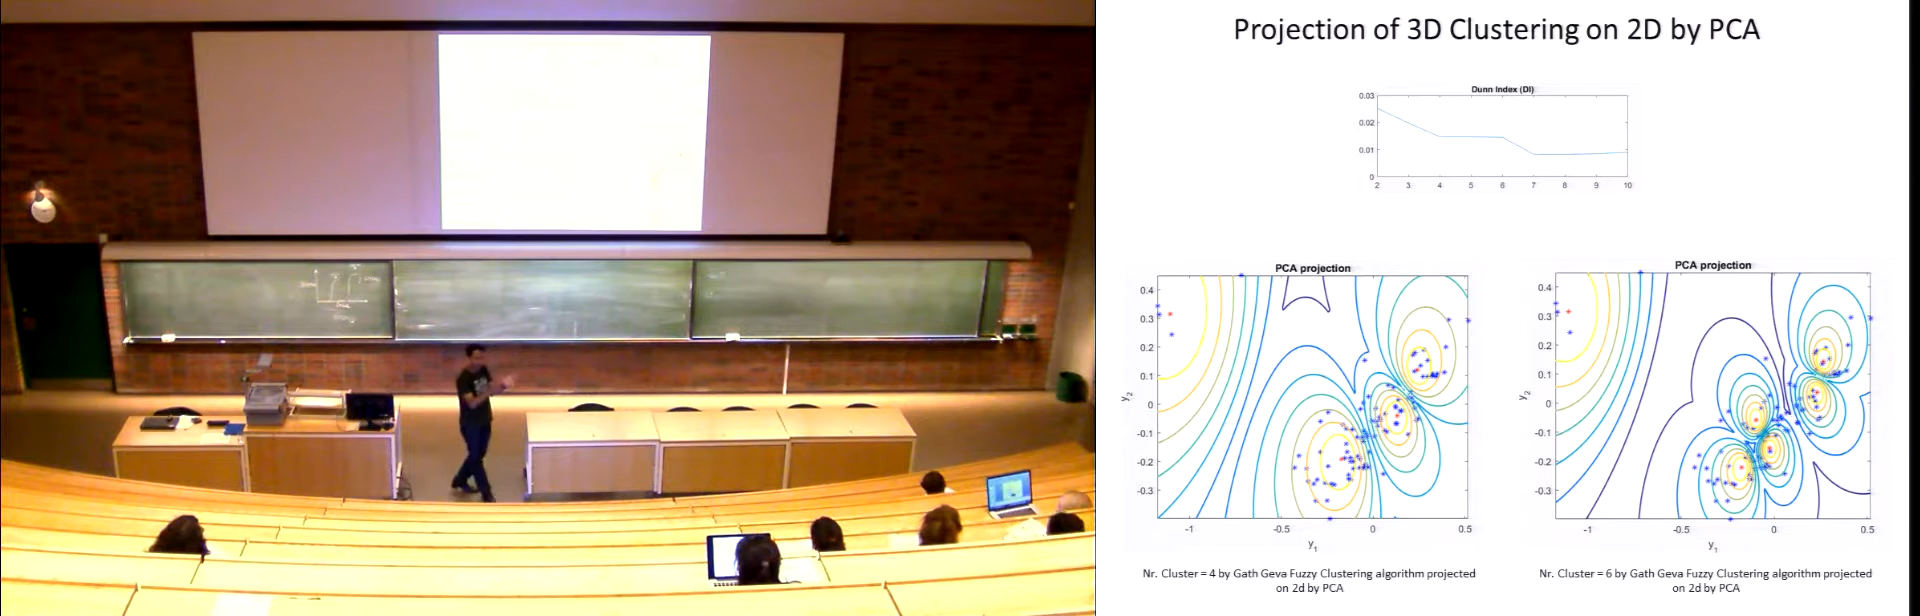 Projection of 3D Clustering on 2D by PCA
Dunn Index (DI)
0.03
0.02
0.01
0
2 3 4 5 6 7 8 9 10
PCA projection
0.4
0.3
0.2
0.1
0
-0.1
-0.2
-0.3
y2
-1 -0.5 0 0.5
y1
Nr. Cluster = 4 by Gath Geva Fuzzy Clustering algorithm projected
on 2d by PCA
PCA projection
0.4
0.3
0.2
0.1
0
-0.1
-0.2
-0.3
y2
-1 -0.5 0 0.5
y1
Nr. Cluster = 6 by Gath Geva Fuzzy Clustering algorithm projected
on 2d by PCA